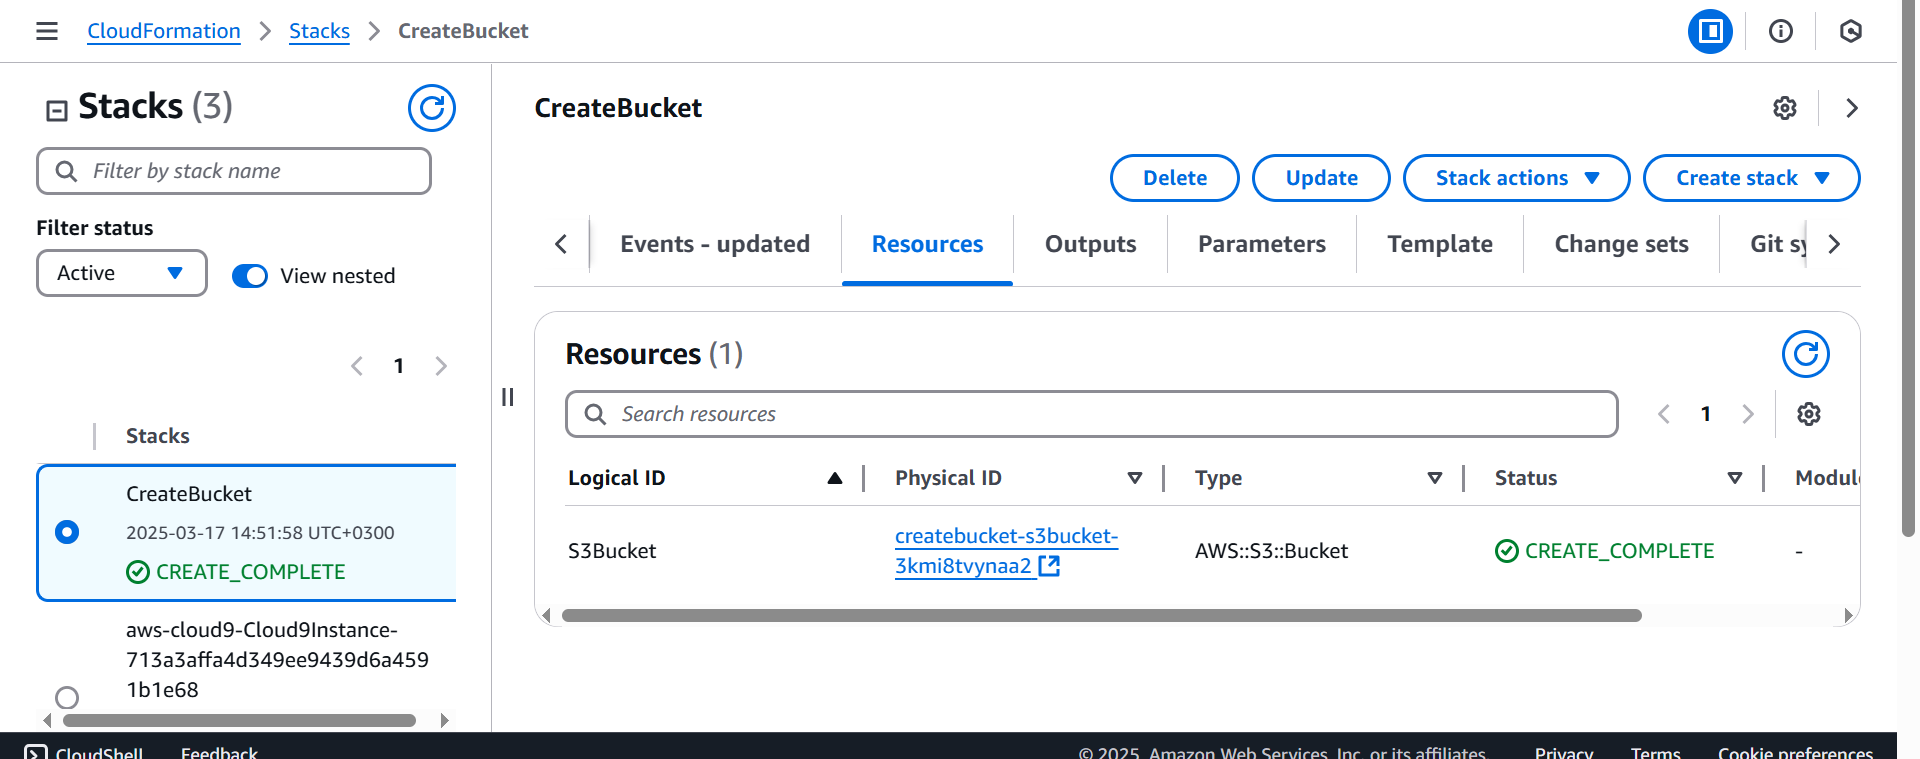 CloudFormation > Stacks > CreateBucket
Stacks (3)
Filter by stack name
Filter status
Active
View nested
1
Stacks
CreateBucket
2025-03-17 14:51:58 UTC+0300
CREATE_COMPLETE
aws-cloud9-Cloud9Instance-
713a3affa4d349ee9439d6a459
1b1e68
CreateBucket
Delete Update Stack actions Create stack
Events - updated Resources Outputs Parameters Template Change sets Git sy
Resources (1)
Search resources
1
Logical ID Physical ID Type Status Modul
S3Bucket createbucket-s3bucket- AWS::S3::Bucket CREATE_COMPLETE -
3kmi8tvynaa2
CloudShell Feedback © 2025, Amazon Web Services, Inc. or its affiliates. Privacy Terms Cookie preferences